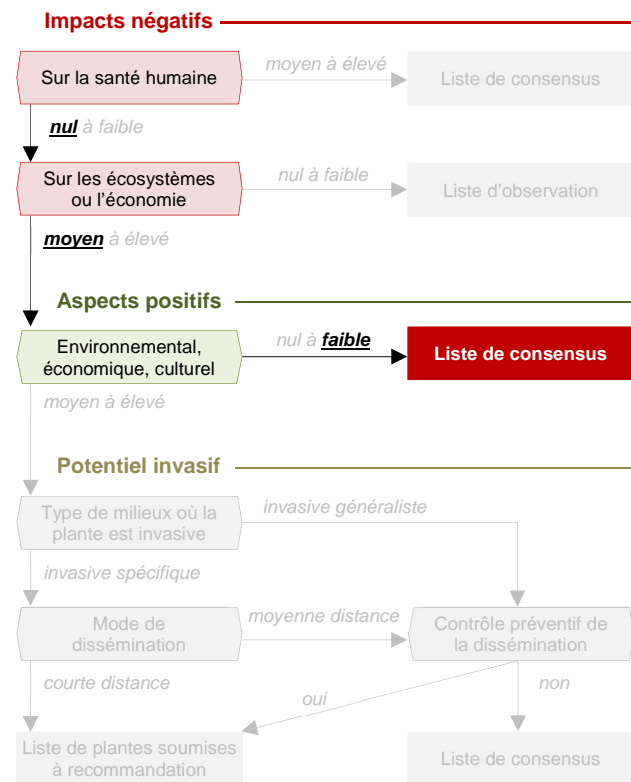 Impacts négatifs
Sur la santé humaine
moyen à élevé
Liste de consensus
nul à faible
Sur les écosystèmes
ou l'économie
nul à faible
Liste d'observation
moyen à élevé
Aspects positifs
Environnemental,
économique, culturel
nul à faible
Liste de consensus
moyen à élevé
Potentiel invasif
Type de milieux où la
plante est invasive
invasive généraliste
invasive spécifique
Mode de
dissémination
moyenne distance
Contrôle préventif de
la dissémination
courte distance
oui
non
Liste de plantes soumises
à recommandation
Liste de consensus